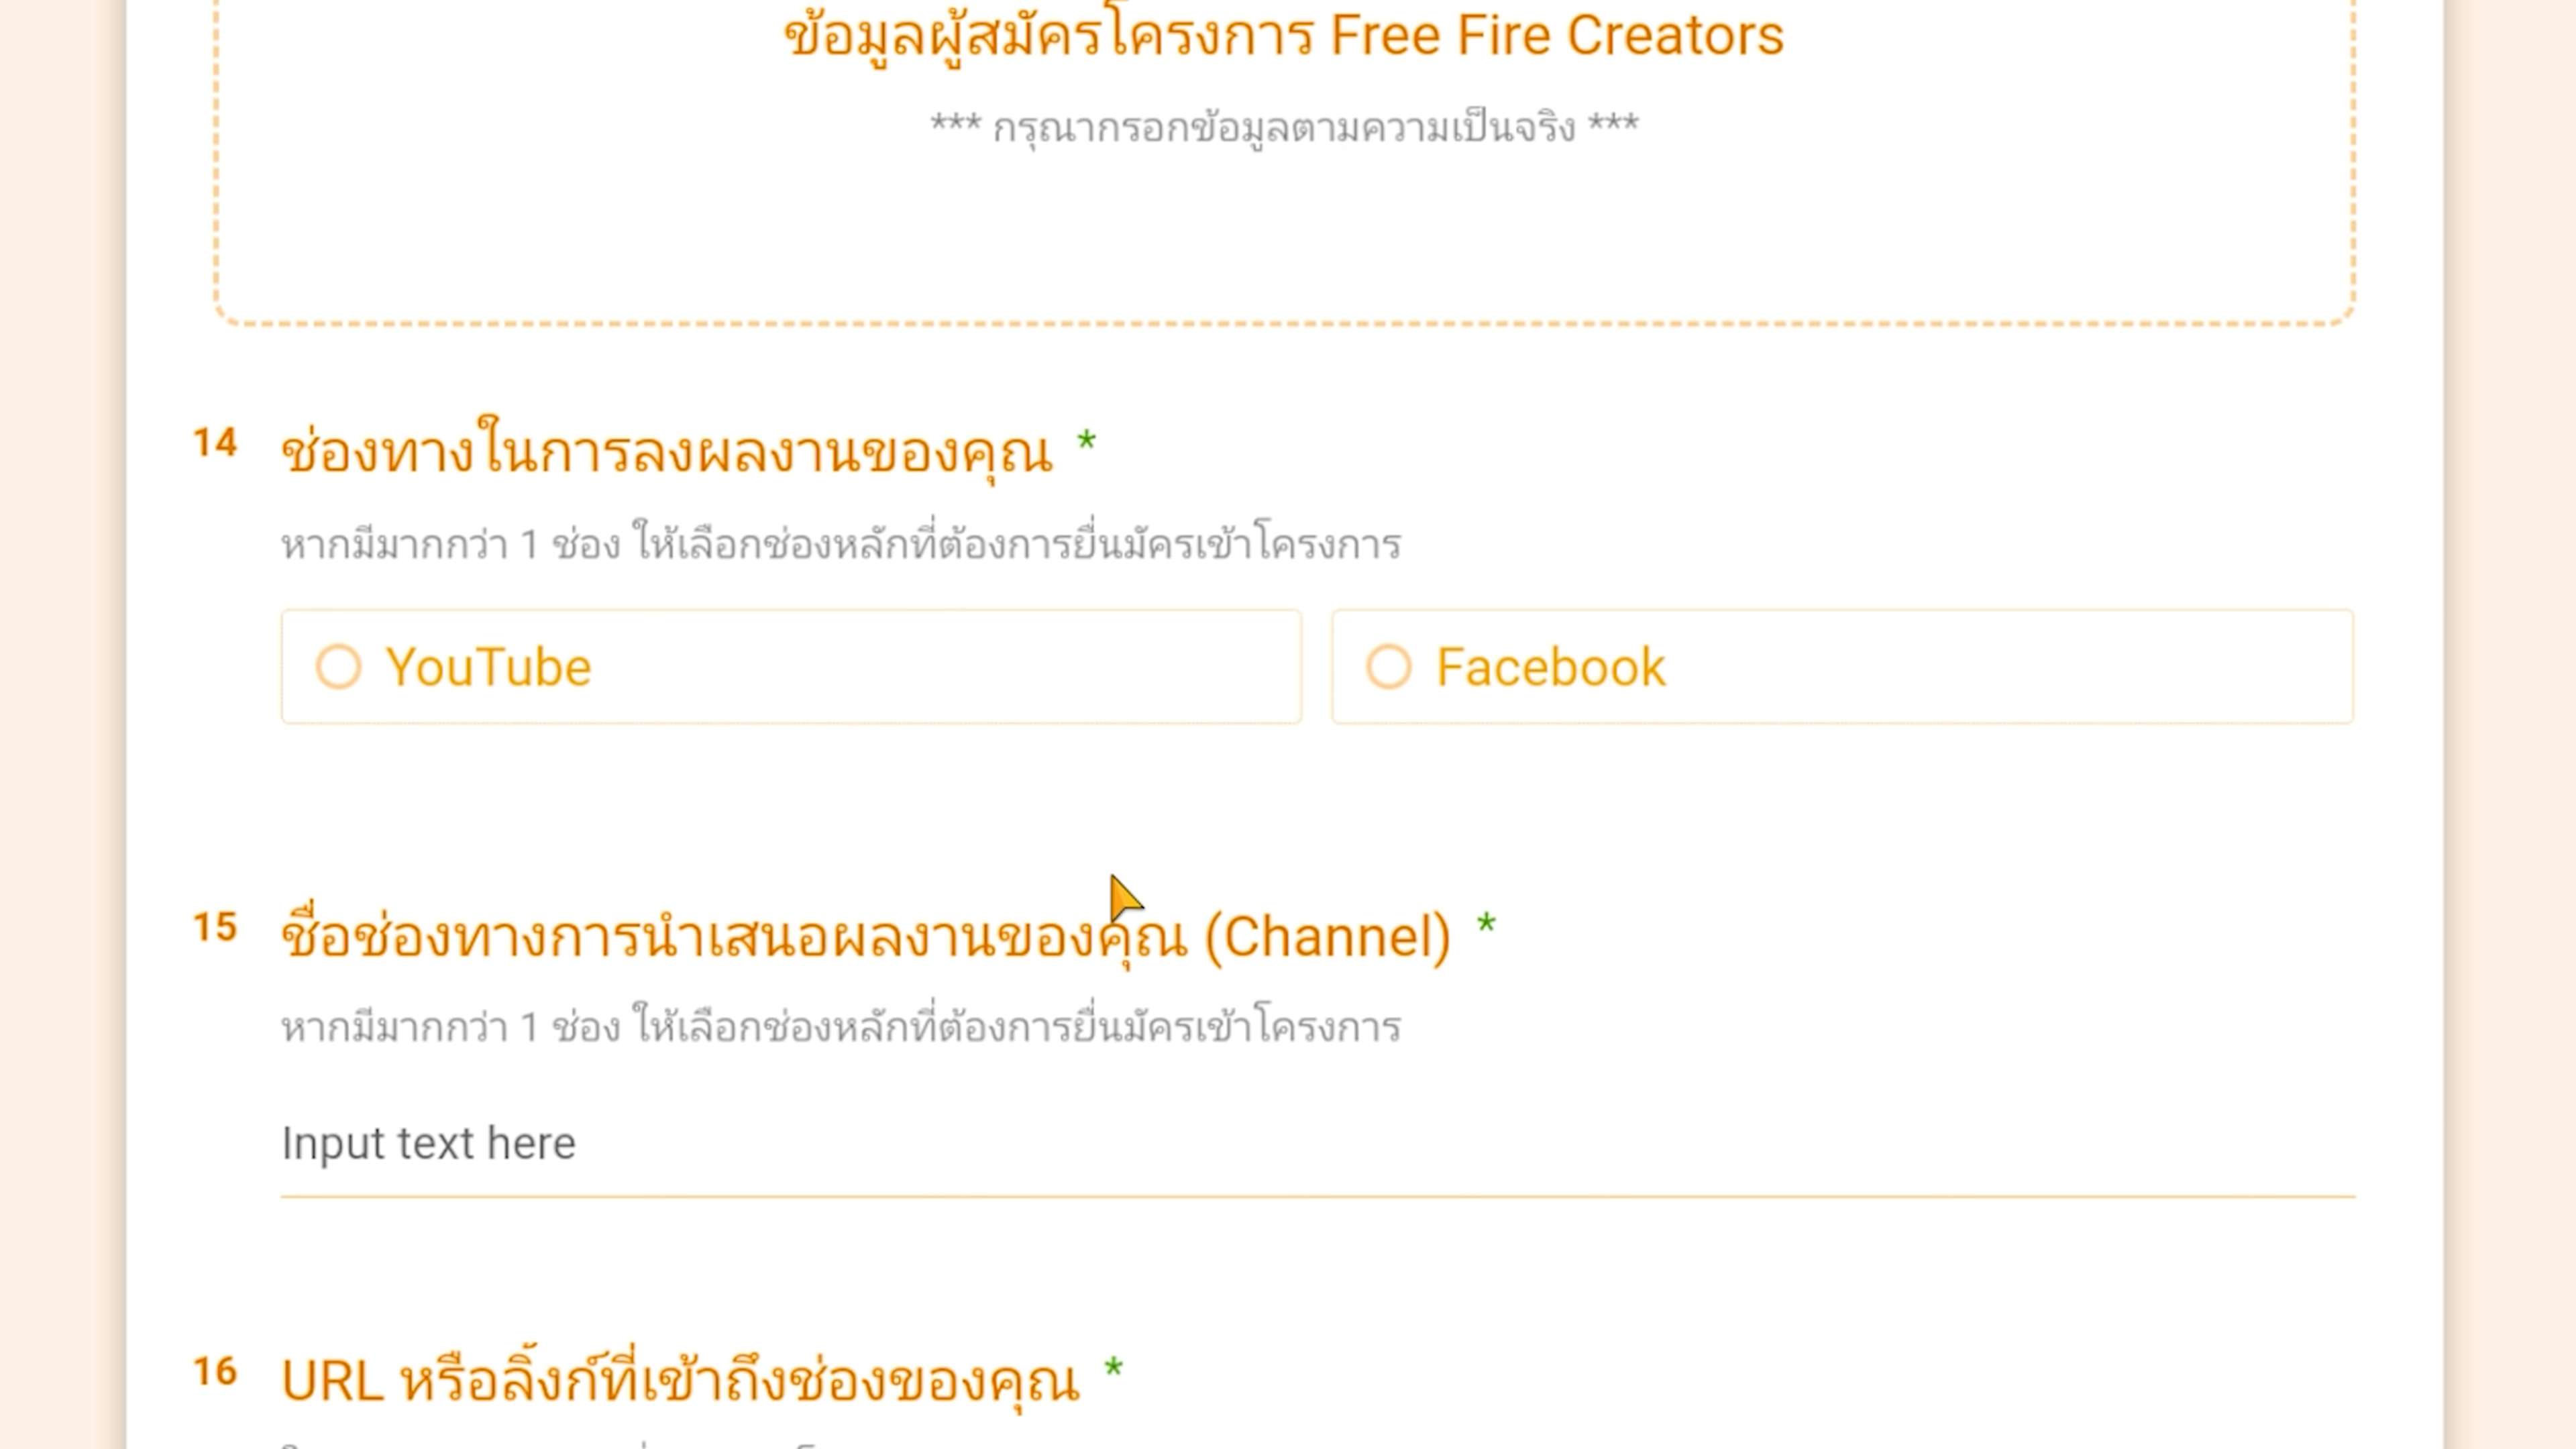 ข้อมูลผู้สมัครโครงการ Free Fire Creators
*** กรุณากรอกข้อมูลตามความเป็นจริง ***
14 ช่องทางในการลงผลงานของคุณ *
หากมีมากกว่า 1 ช่อง ให้เลือกช่องหลักที่ต้องการยื่นมัครเข้าโครงการ
YouTube Facebook
15 ชื่อช่องทางการนำเสนอผลงานของคุณ (Channel) *
หากมีมากกว่า 1 ช่อง ให้เลือกช่องหลักที่ต้องการยื่นมัครเข้าโครงการ
Input text here
16 URL หรือลิ้งก์ที่เข้าถึงช่องของคุณ *